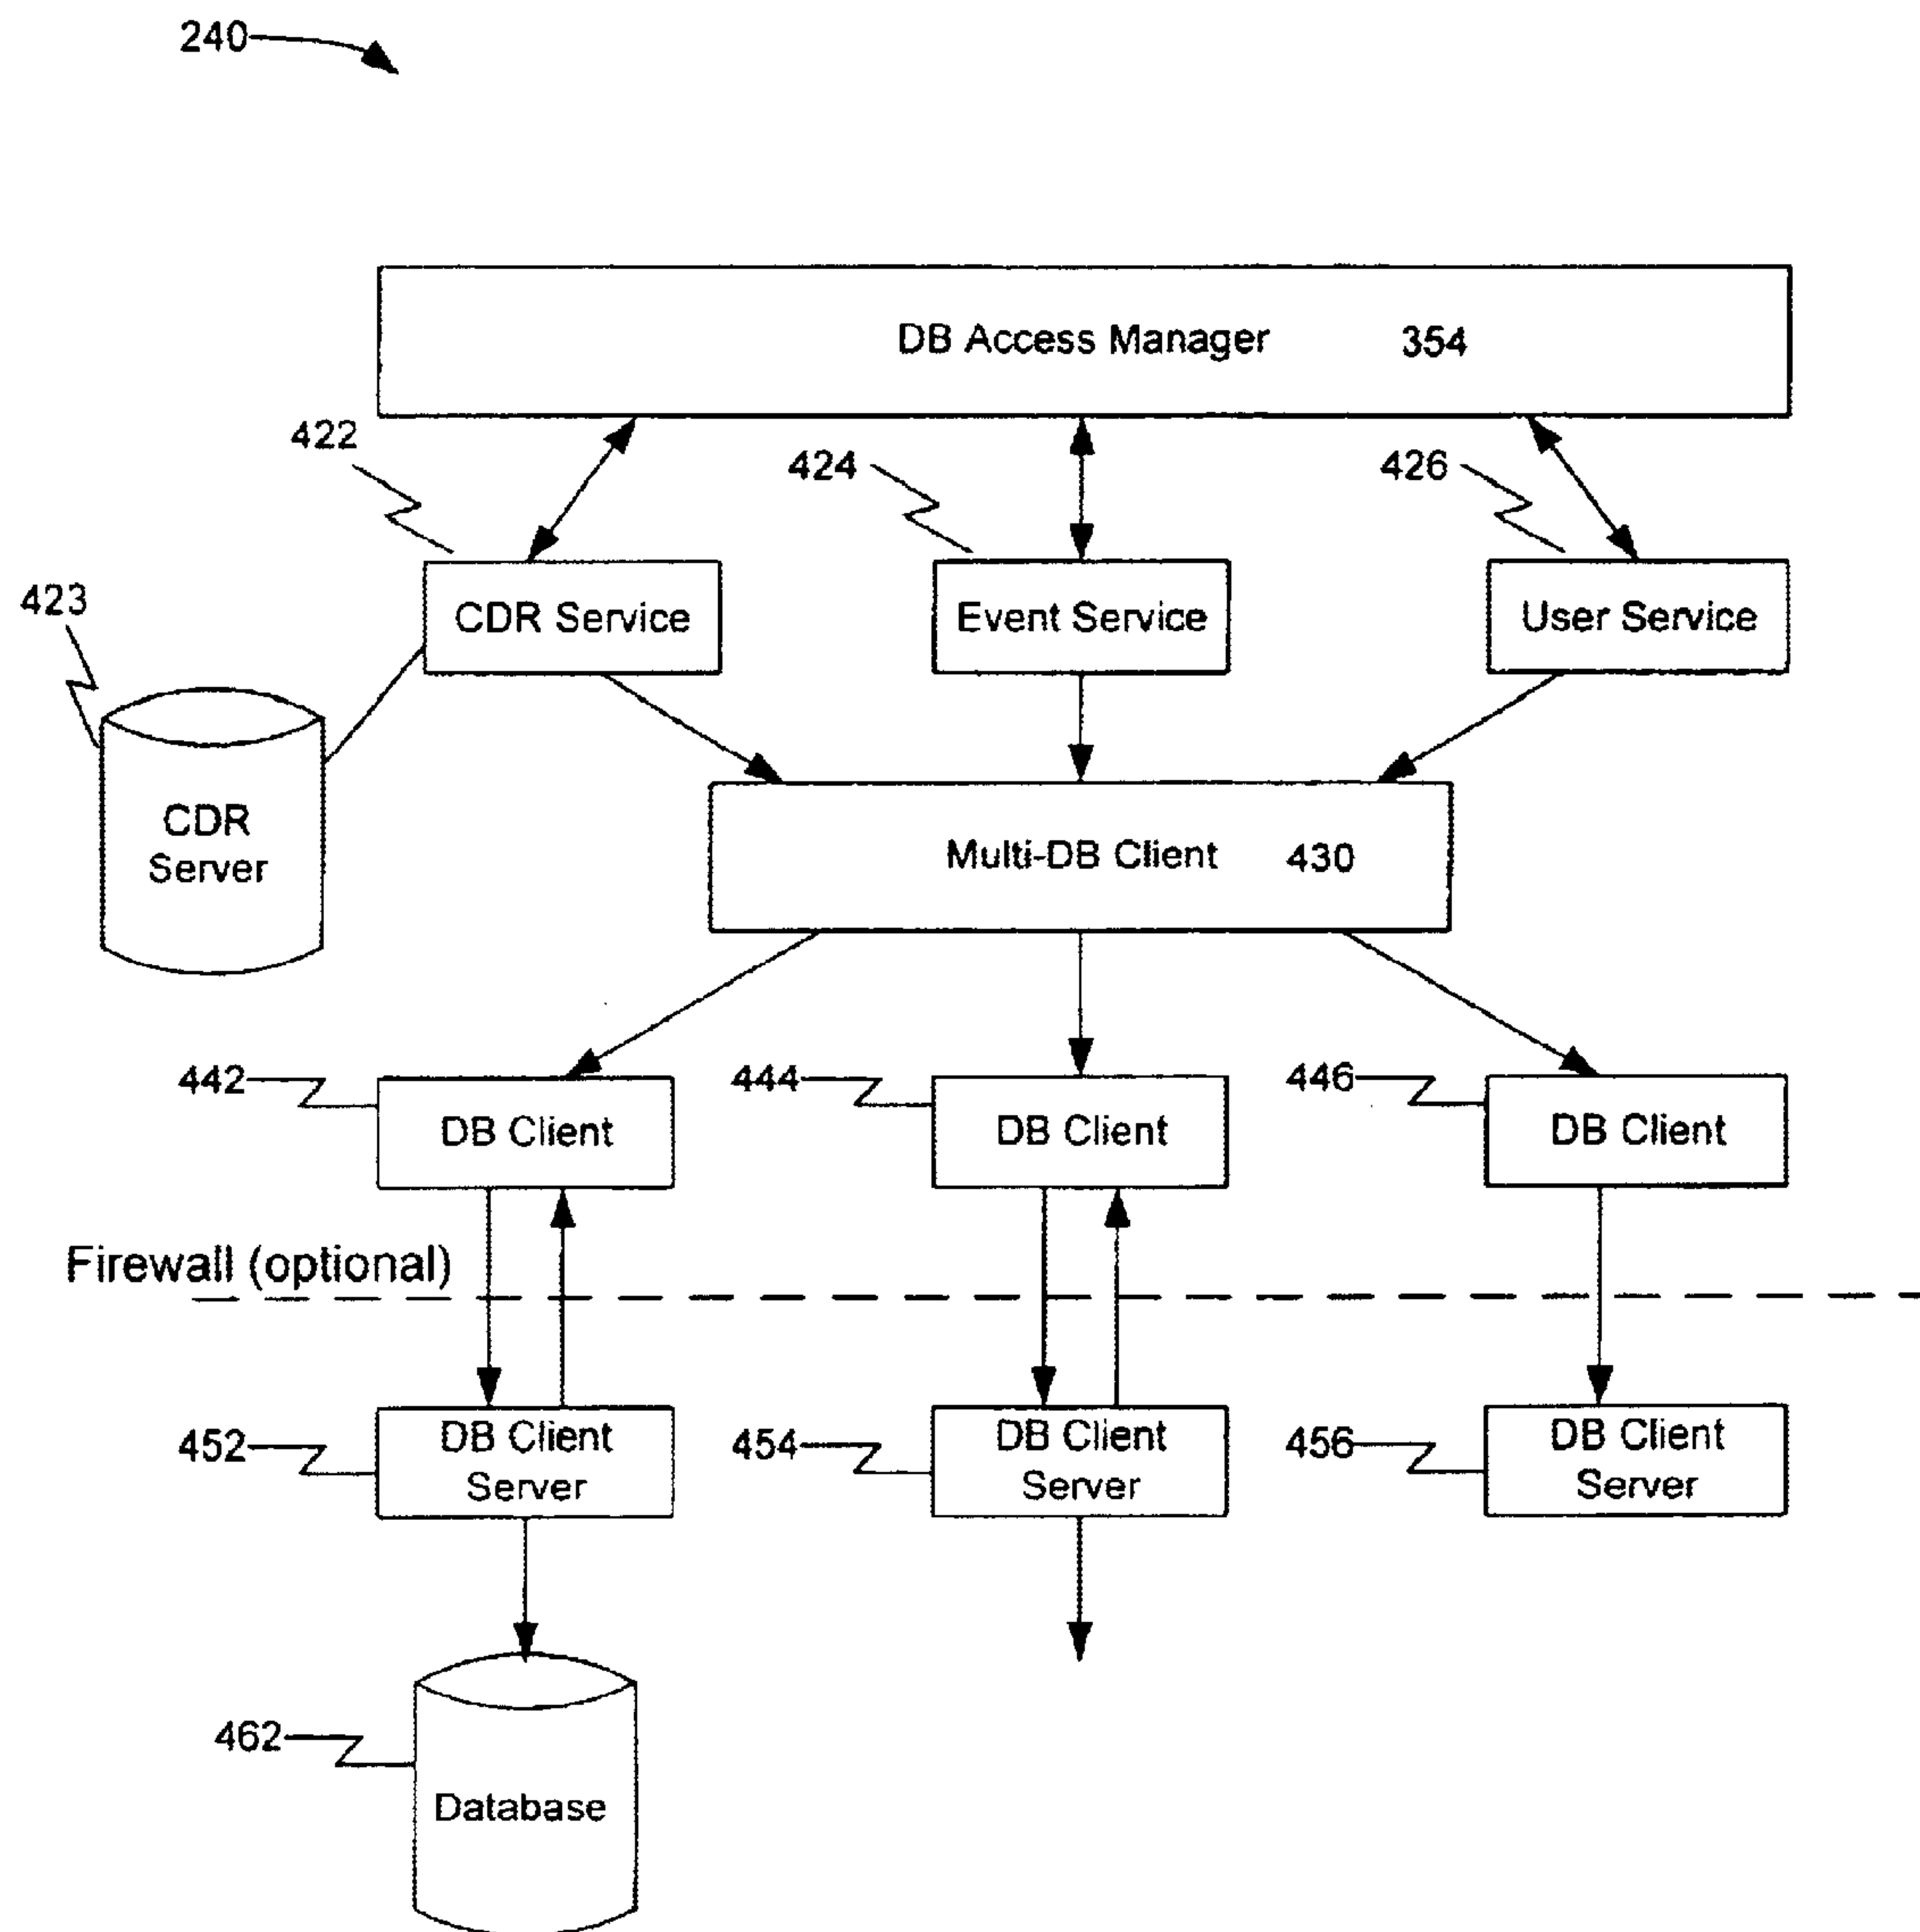 240
DB Access Manager 354
422
424
426
423
CDR Service
Event Service
User Service
CDR
Server
Multi-DB Client 430
442
444
446
DB Client
DB Client
DB Client
Firewall (optional)
452
454
456
DB Client
Server
DB Client
Server
DB Client
Server
462
Database